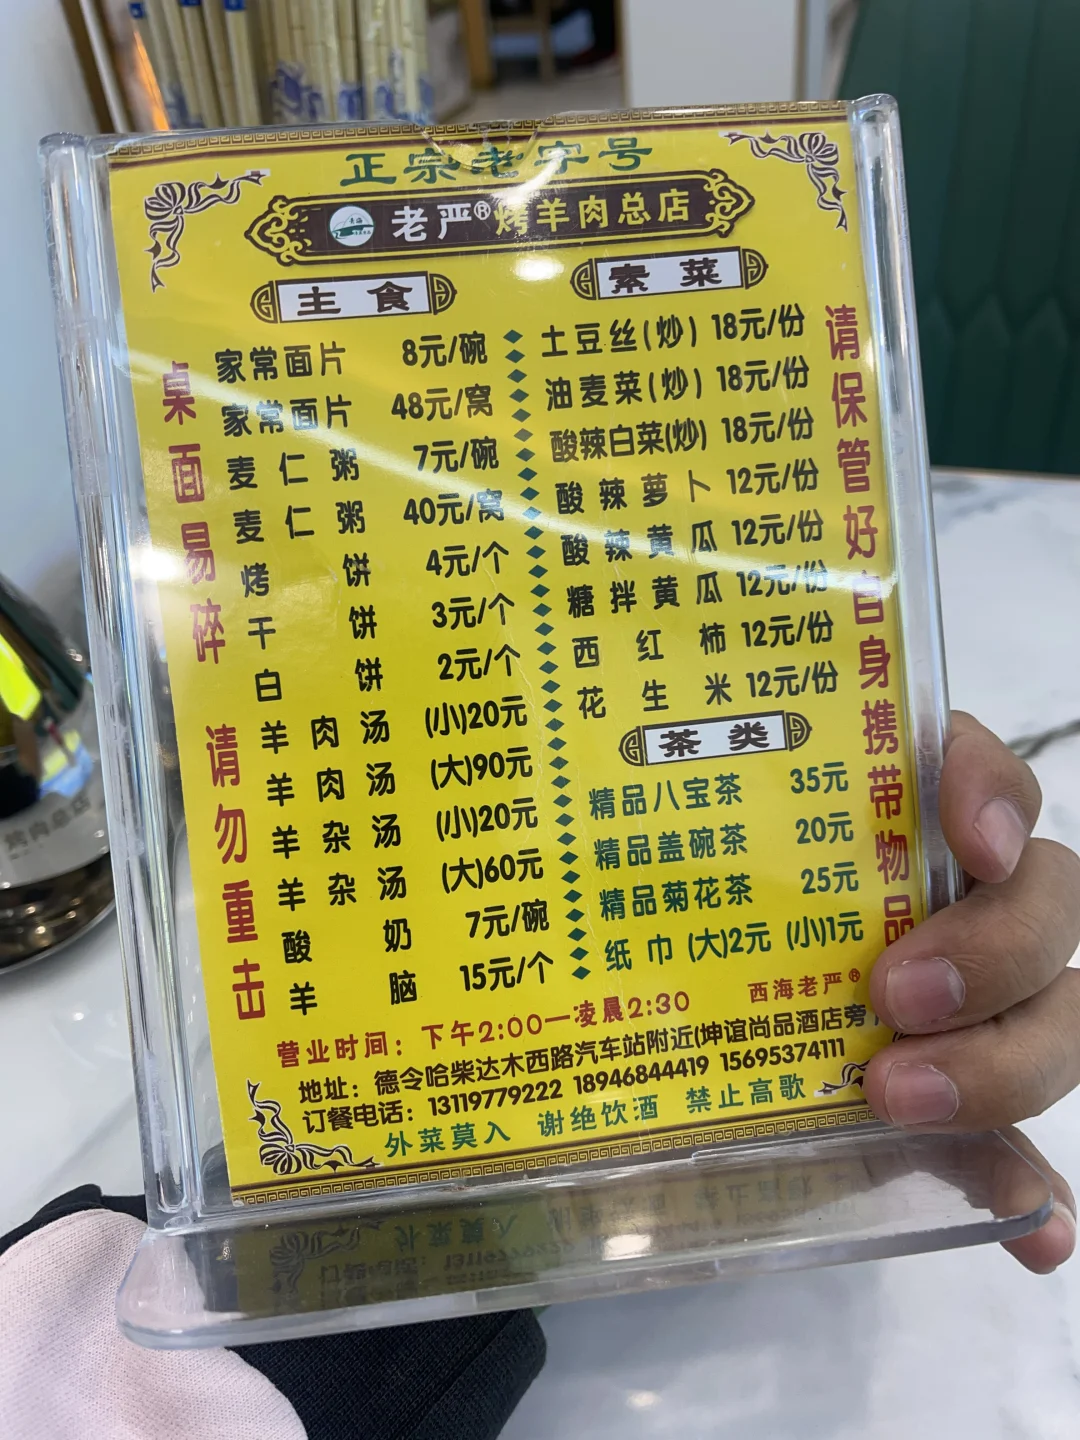 正宗老字号
老严®烤羊肉总店
主食
家常面片 8元/碗
家常面片 48元/窝
麦仁粥 7元/碗
麦仁粥 40元/窝
烤饼 4元/个
干饼 3元/个
白饼 2元/个
羊肉汤 (小)20元
羊肉汤 (大)90元
羊杂汤 (小)20元
羊杂汤 (大)60元
酸奶 7元/碗
羊脑 15元/个
素菜
土豆丝(炒) 18元/份
油麦菜(炒) 18元/份
酸辣白菜(炒) 18元/份
酸辣萝卜 12元/份
酸辣黄瓜 12元/份
糖拌黄瓜 12元/份
西红柿 12元/份
花生米 12元/份
茶类
精品八宝茶 35元
精品盖碗茶 20元
精品菊花茶 25元
纸巾 (大)2元 (小)1元
桌面易碎 请勿重击
请保管好自身携带物品
西海老严®
营业时间：下午2:00—凌晨2:30
地址：德令哈柴达木西路汽车站附近(坤谊尚品酒店旁)
订餐电话：13119779222 18946844419 15695374111
外菜莫入 谢绝饮酒 禁止高歌
烤肉总店